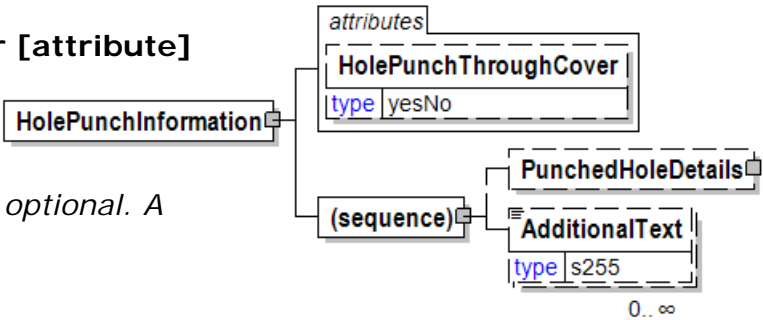 r [attribute]
optional. A
HolePunchInformation
attributes
HolePunchThroughCover
type yesNo
(sequence)
PunchedHoleDetails
AdditionalText
type s255
0.. ∞